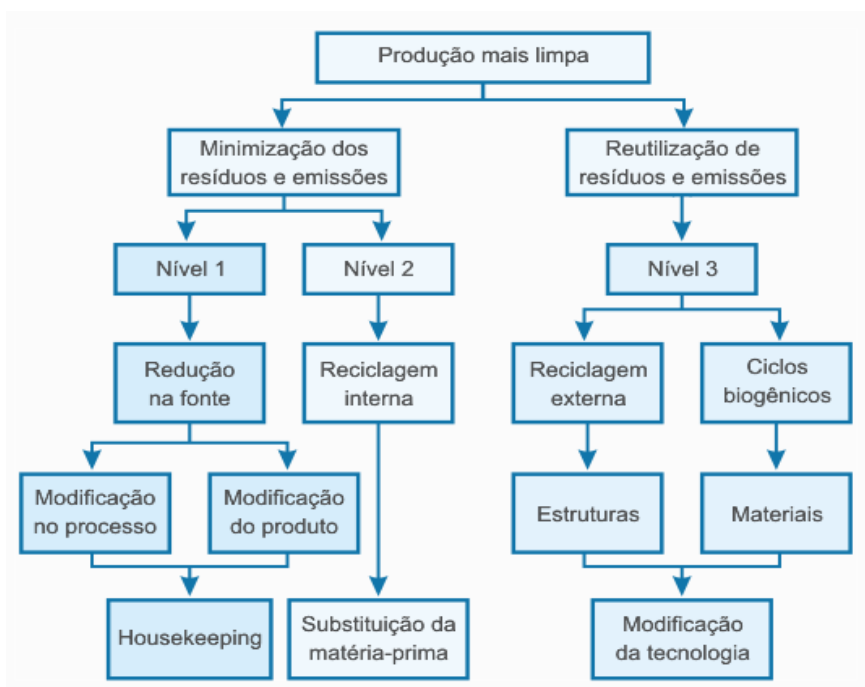 Produção mais limpa
Minimização dos
resíduos e emissões
Reutilização de
resíduos e emissões
Nível 1
Nível 2
Nível 3
Redução
na fonte
Reciclagem
interna
Reciclagem
externa
Ciclos
biogênicos
Modificação
no processo
Modificação
do produto
Estruturas
Materiais
Housekeeping
Substituição da
matéria-prima
Modificação
da tecnologia